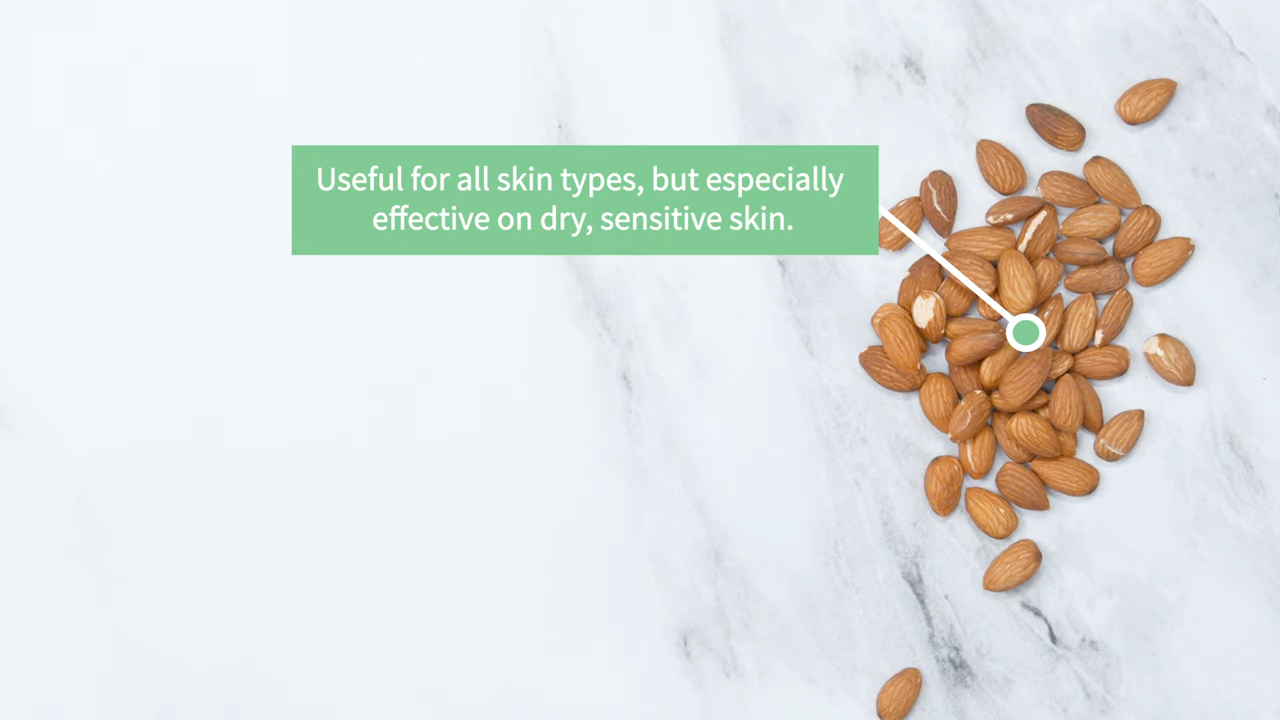 Useful for all skin types, but especially
effective on dry, sensitive skin.